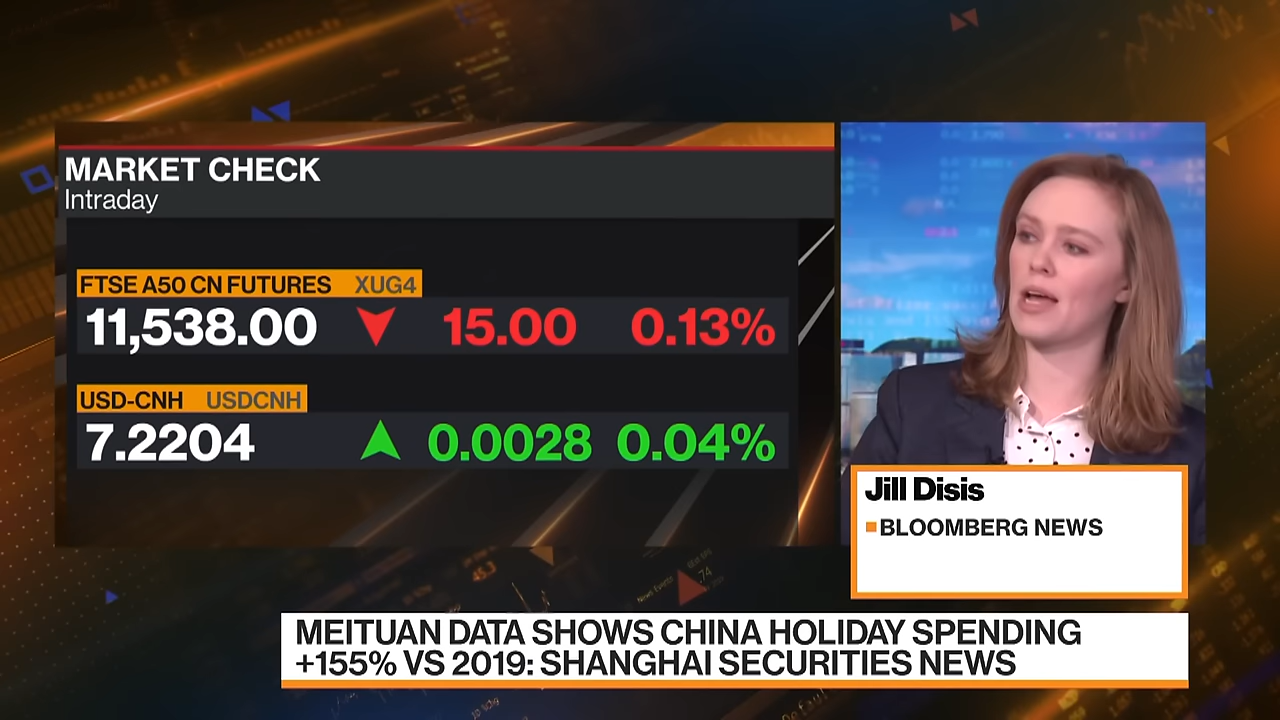 MARKET CHECK
Intraday
FTSE A50 CN FUTURES XUG4
11,538.00 ▼ 15.00 0.13%
USD-CNH USDCNH
7.2204 ▲ 0.0028 0.04%
Jill Disis
BLOOMBERG NEWS
MEITUAN DATA SHOWS CHINA HOLIDAY SPENDING
+155% VS 2019: SHANGHAI SECURITIES NEWS